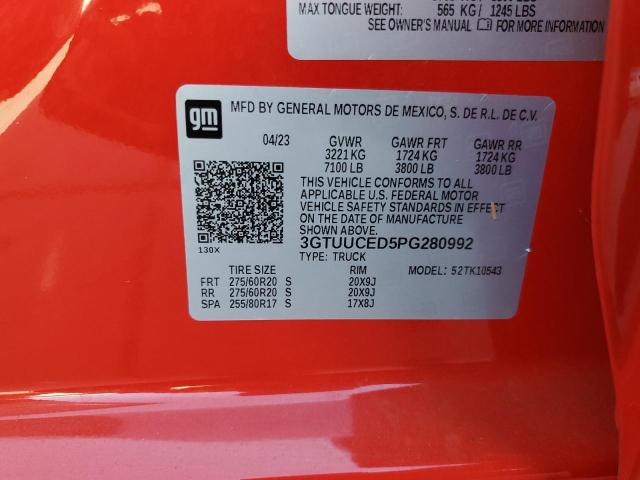 MAX TONGUE WEIGHT: 565 KG / 1245 LBS
SEE OWNER'S MANUAL FOR MORE INFORMATION
gm
MFD BY GENERAL MOTORS DE MEXICO, S. DE R.L. DE C.V.
04/23 GVWR GAWR FRT GAWR RR
3221 KG 1724 KG 1724 KG
7100 LB 3800 LB 3800 LB
THIS VEHICLE CONFORMS TO ALL
APPLICABLE U.S. FEDERAL MOTOR
VEHICLE SAFETY STANDARDS IN EFFECT
ON THE DATE OF MANUFACTURE
SHOWN ABOVE.
3GTUUCED5PG280992
130X
TYPE: TRUCK
TIRE SIZE RIM MODEL: 52TK10543
FRT 275/60R20 S 20X9J
RR 275/60R20 S 20X9J
SPA 255/80R17 S 17X8J